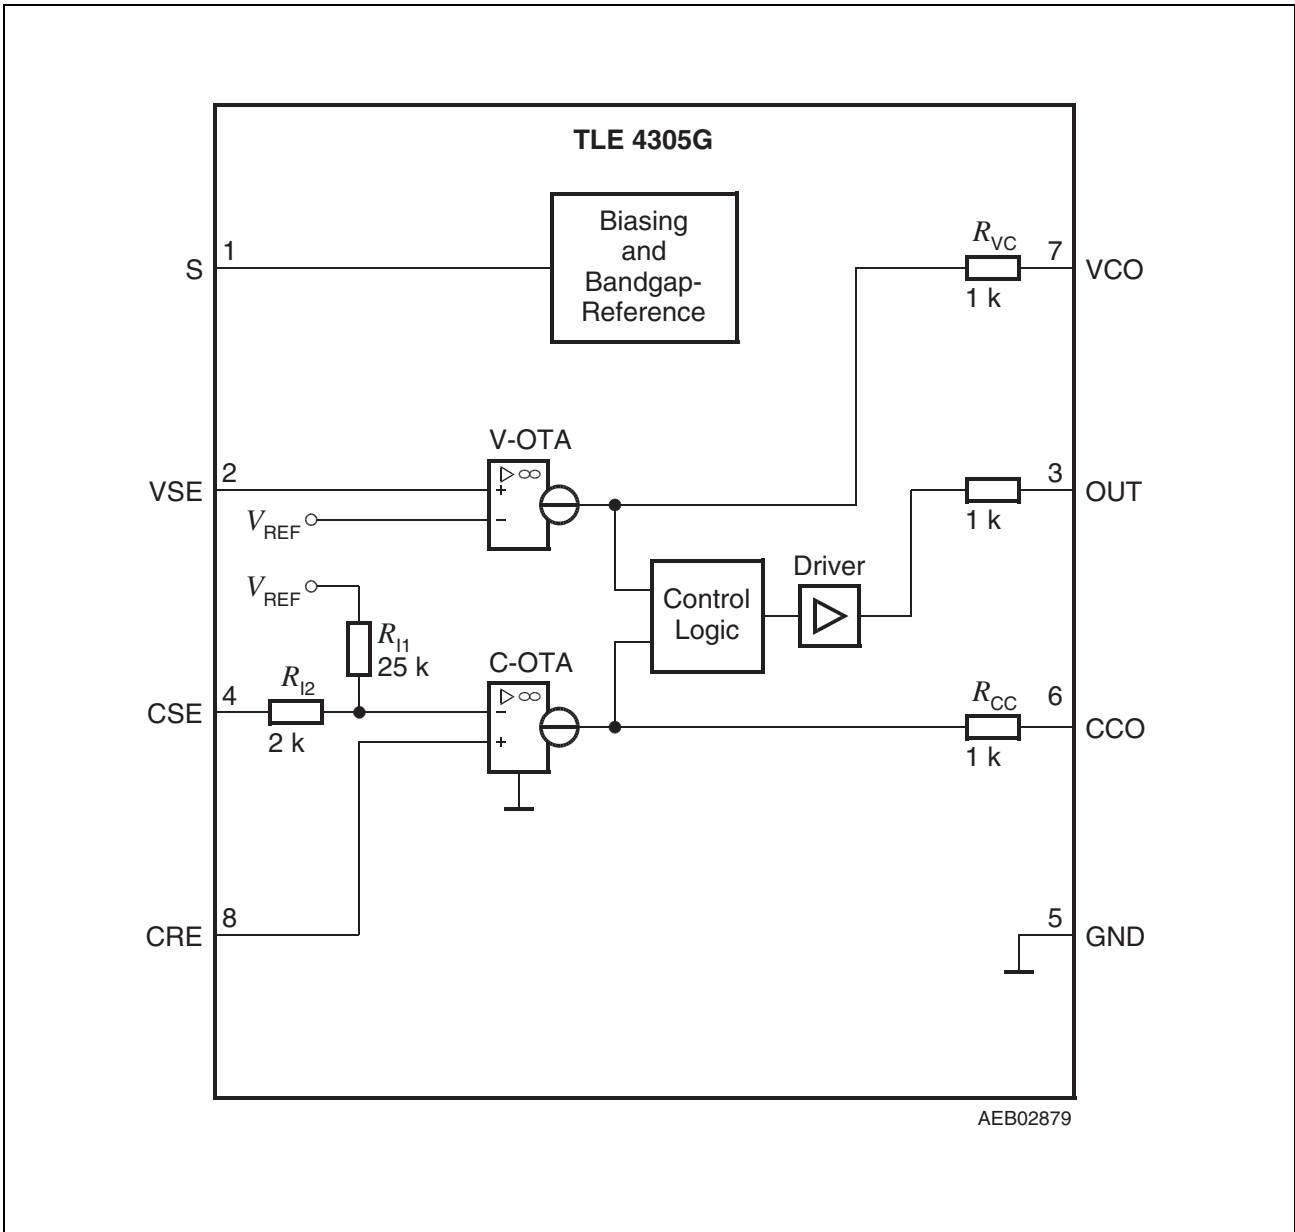 TLE 4305G
Biasing
and
Bandgap-
Reference
S
1
R_VC
1 k
7
VCO
V-OTA
VSE
2
▷ ∞
+
−
V_REF
1 k
3
OUT
V_REF
R_I1
25 k
Control
Logic
Driver
C-OTA
CSE
4
R_I2
2 k
▷ ∞
−
+
R_CC
1 k
6
CCO
CRE
8
5
GND
AEB02879